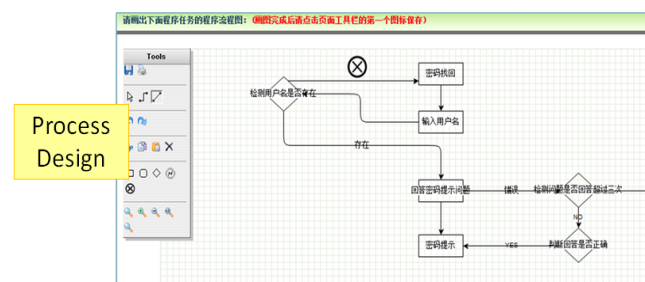 请画出下面程序任务的程序流程图：（画图完成后请点击页面工具栏的第一个图标保存）
Tools
密码找回
检测用户名是否存在
输入用户名
Process
Design
存在
回答密码提示问题
错误
检测问题是否回答超过三次
NO
密码提示
YES
判断回答是否正确